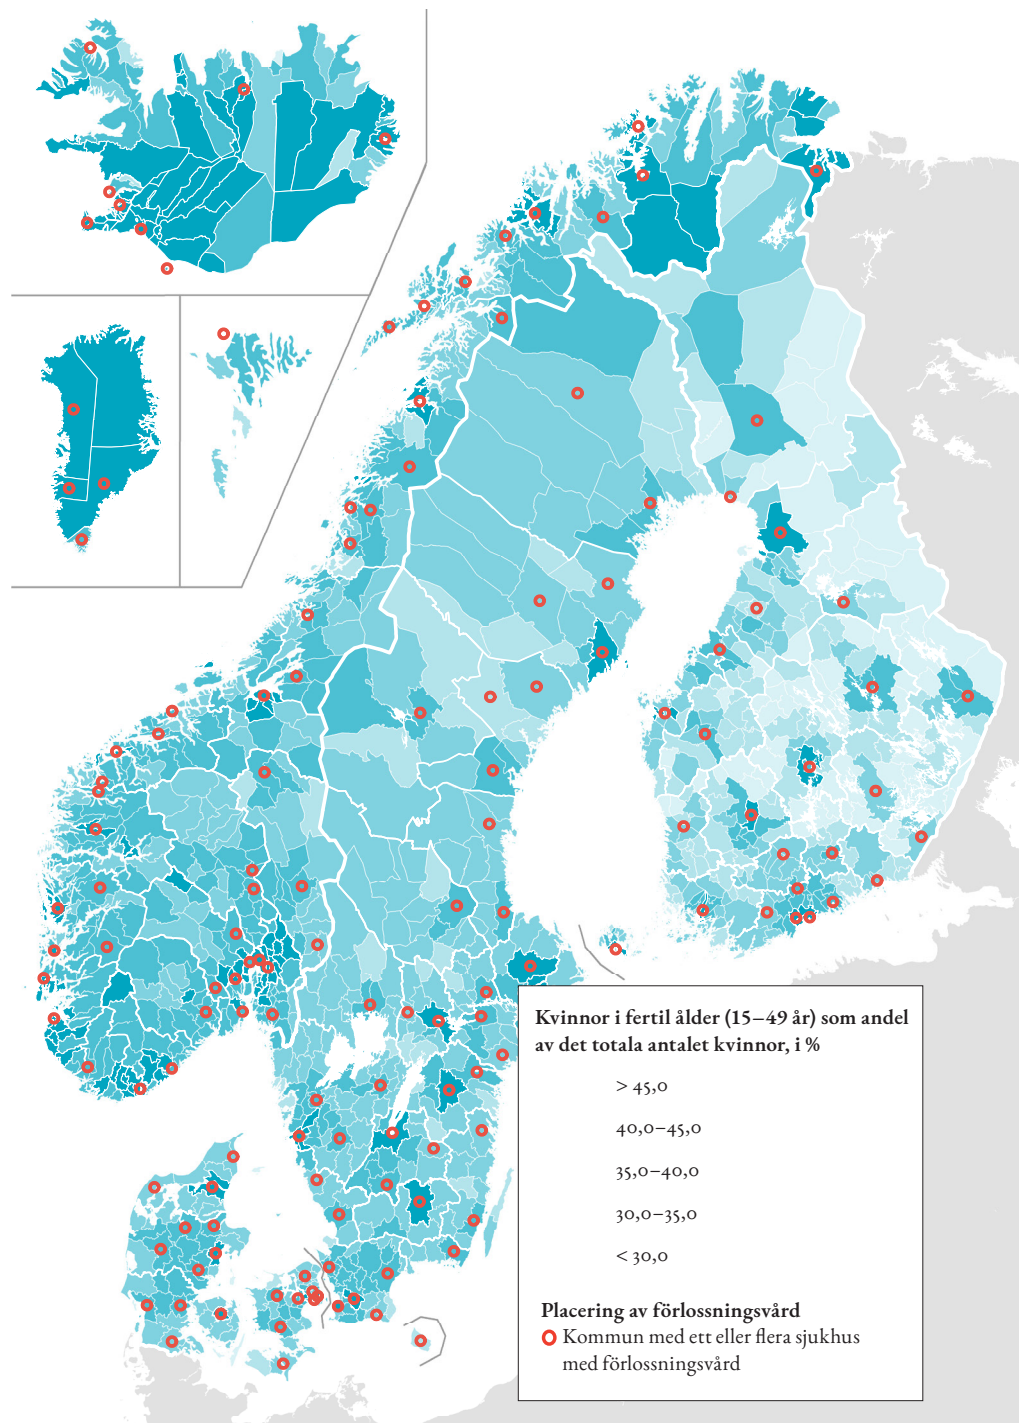 Kvinnor i fertil ålder (15–49 år) som andel
av det totala antalet kvinnor, i %
> 45,0
40,0–45,0
35,0–40,0
30,0–35,0
< 30,0
Placering av förlossningsvård
Kommun med ett eller flera sjukhus
med förlossningsvård